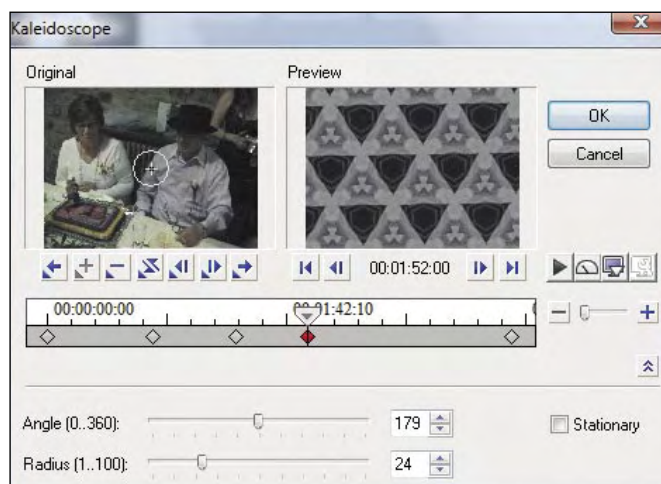 Kaleidoscope
Original Preview
OK
Cancel
00:01:52:00
00:00:00:00 00:01:42:10
Angle (0..360): 179 Stationary
Radius (1..100): 24